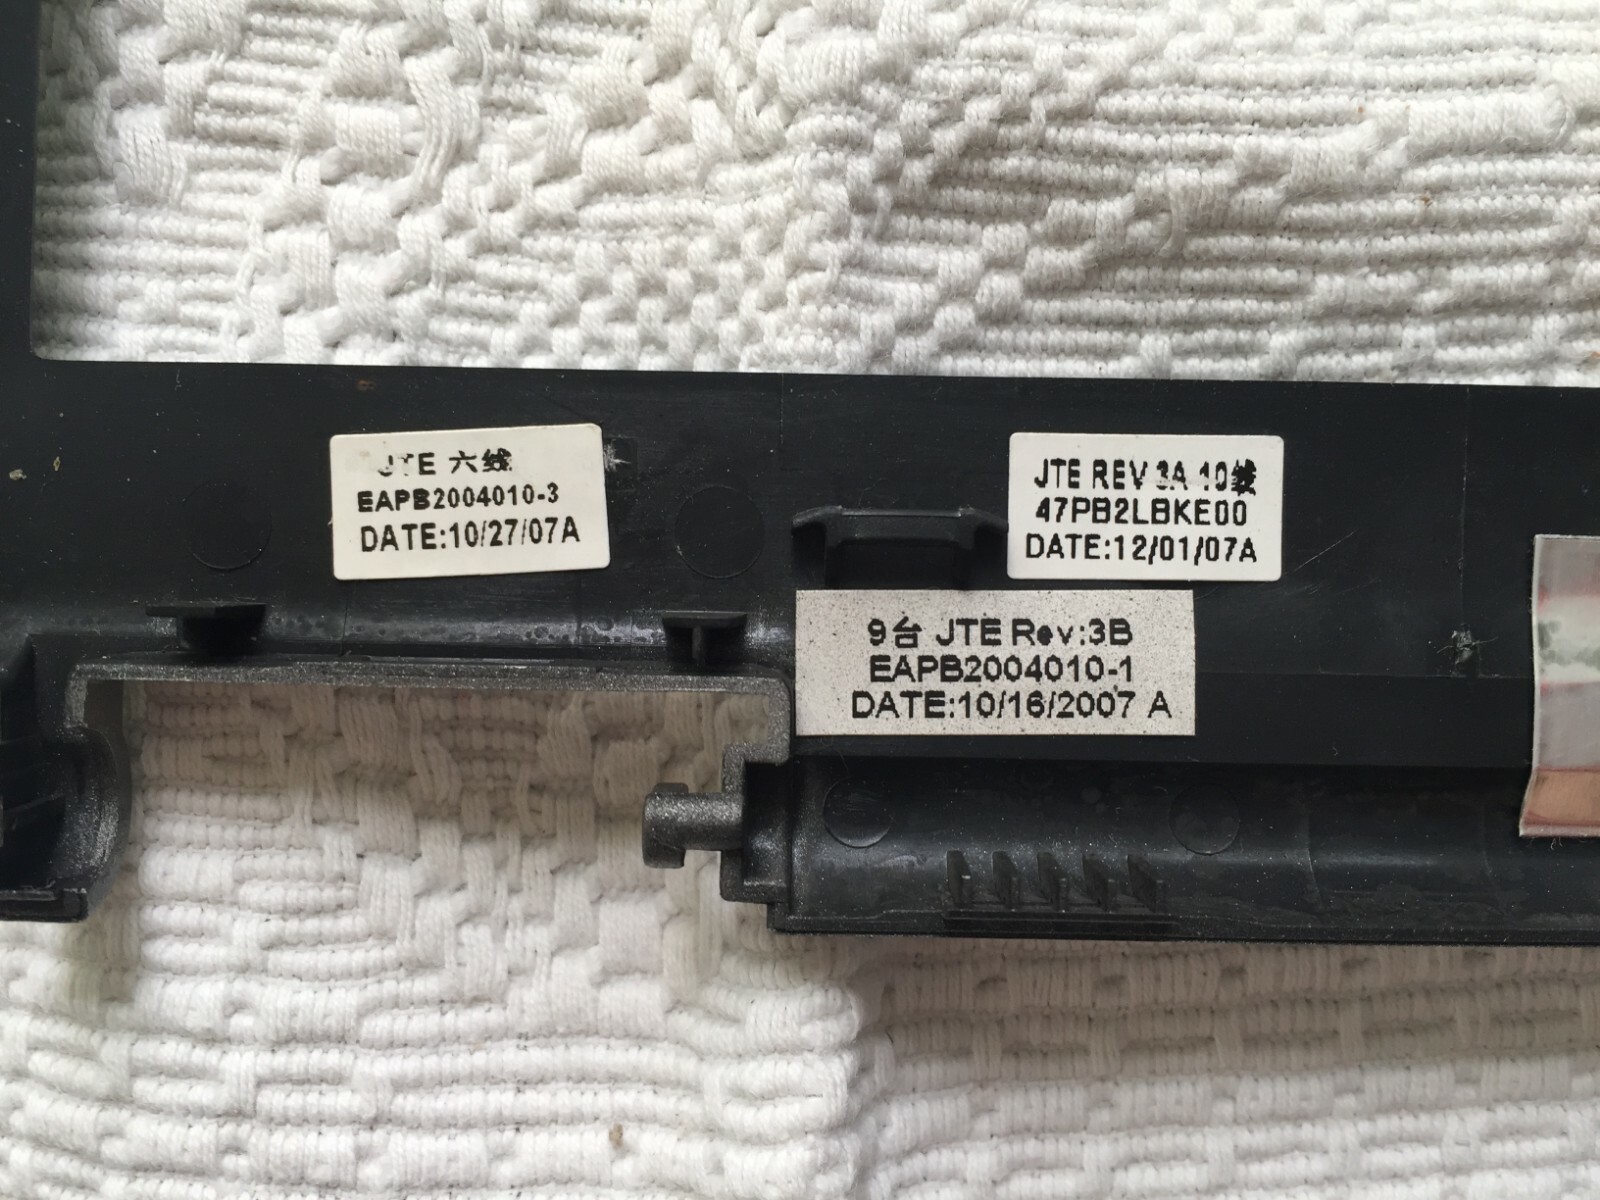 JTE 六线
EAPB2004010-3
DATE:10/27/07A
JTE REV 3A 10线
47PB2LBKE00
DATE:12/01/07A
9台 JTE Rev:3B
EAPB2004010-1
DATE:10/16/2007 A